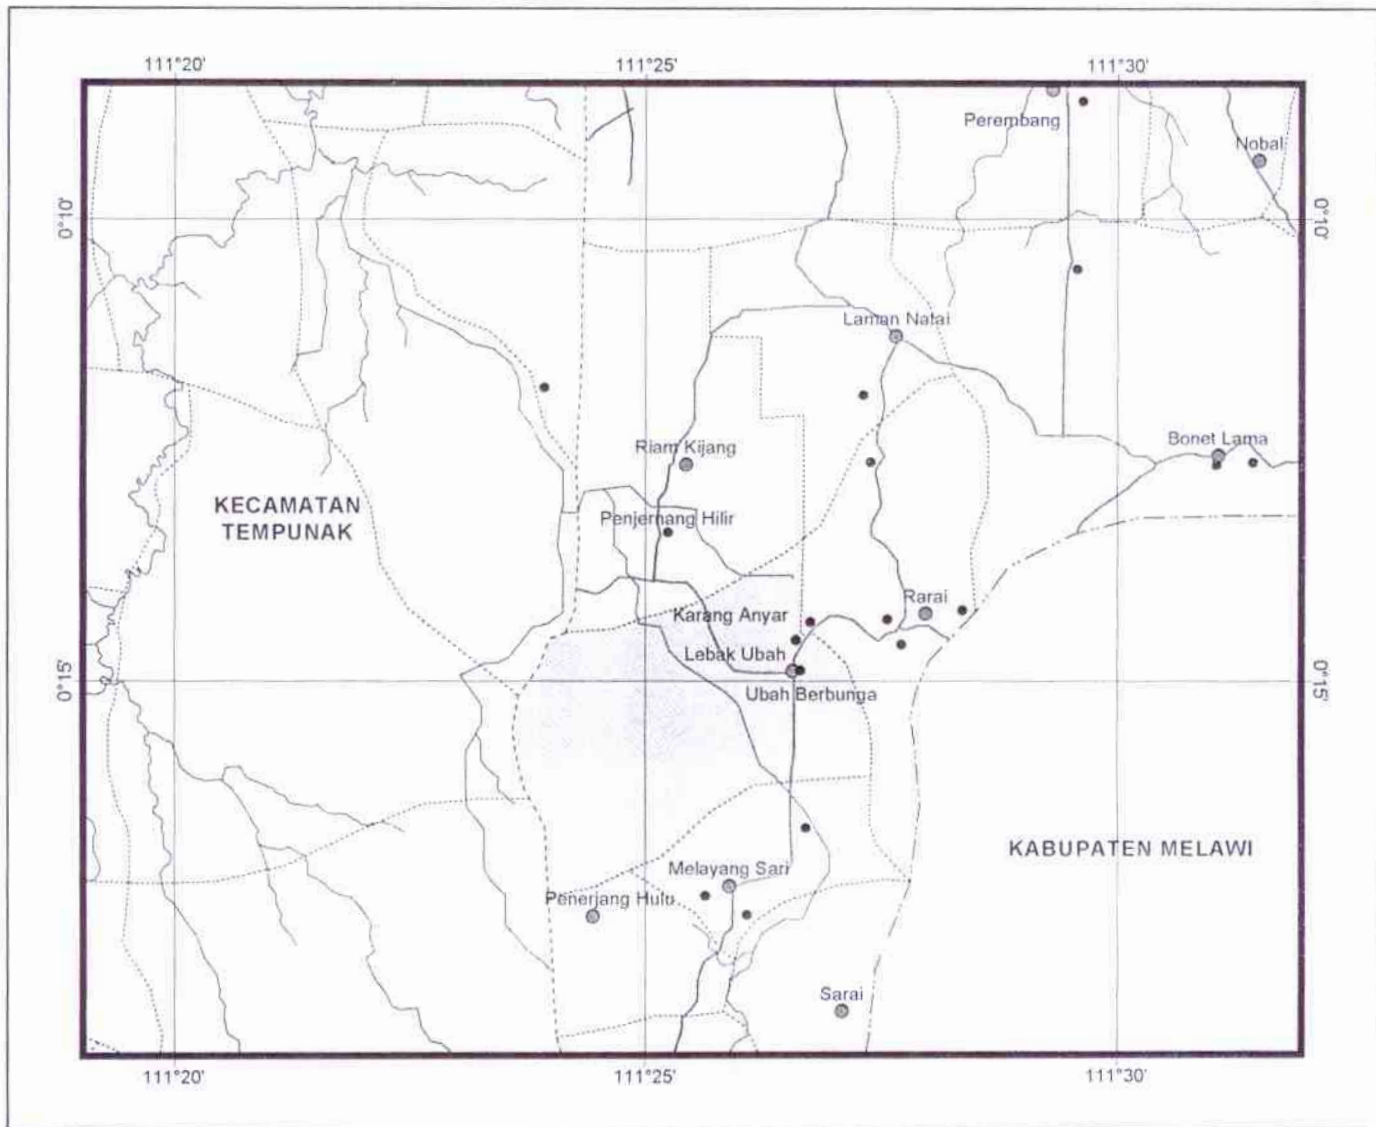 111°20' 111°25' 111°30'
Perembang
Nobal
0°10' 0°10'
Laman Natai
Riam Kijang
Bonet Lama
KECAMATAN
TEMPUNAK
Penjernang Hilir
Rarai
Karang Anyar
Lebak Ubah
0°15' 0°15'
Ubah Berbunga
KABUPATEN MELAWI
Melayang Sari
Penerjang Hulu
Sarai
111°20' 111°25' 111°30'